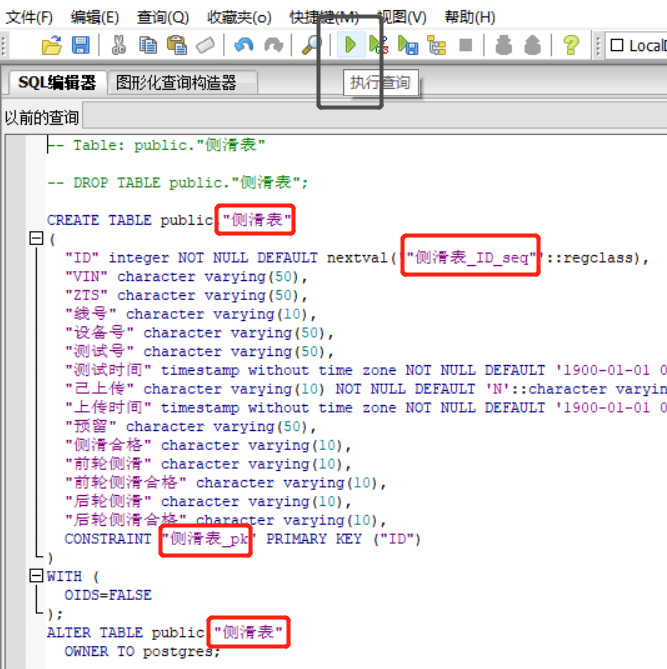 文件(F) 编辑(E) 查询(Q) 收藏夹(o) 快捷键(M) 视图(V) 帮助(H)
LocalD
执行查询
SQL编辑器 图形化查询构造器
以前的查询
-- Table: public."侧滑表"
-- DROP TABLE public."侧滑表";
CREATE TABLE public."侧滑表"
(
"ID" integer NOT NULL DEFAULT nextval('"侧滑表_ID_seq"'::regclass),
"VIN" character varying(50),
"ZTS" character varying(50),
"线号" character varying(10),
"设备号" character varying(50),
"测试号" character varying(50),
"测试时间" timestamp without time zone NOT NULL DEFAULT '1900-01-01 0
"己上传" character varying(10) NOT NULL DEFAULT 'N'::character varyin
"上传时间" timestamp without time zone NOT NULL DEFAULT '1900-01-01 0
"预留" character varying(50),
"侧滑合格" character varying(10),
"前轮侧滑" character varying(10),
"前轮侧滑合格" character varying(10),
"后轮侧滑" character varying(10),
"后轮侧滑合格" character varying(10),
CONSTRAINT "侧滑表_pk" PRIMARY KEY ("ID")
)
WITH (
OIDS=FALSE
);
ALTER TABLE public."侧滑表"
OWNER TO postgres;